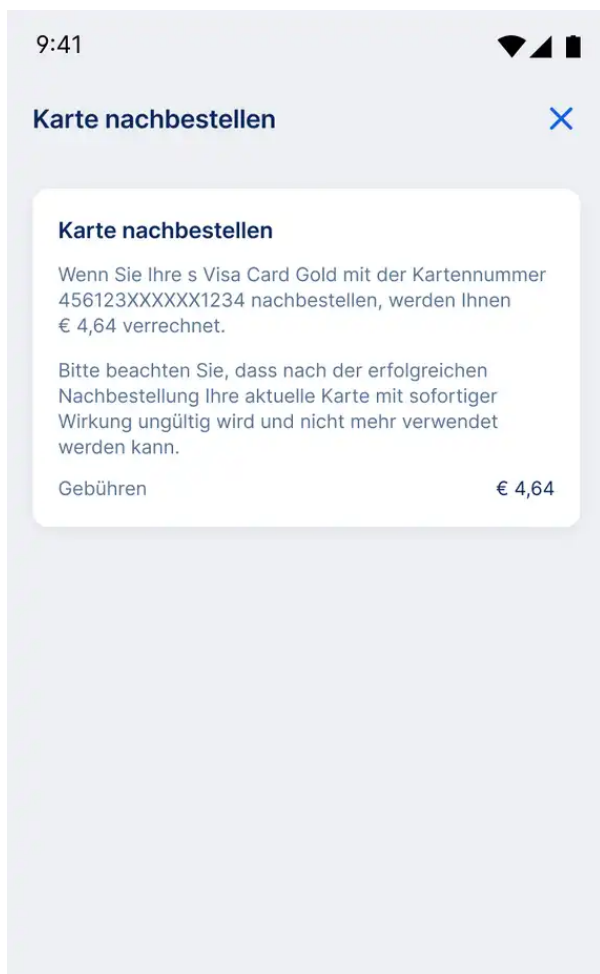 9:41
Karte nachbestellen
Karte nachbestellen
Wenn Sie Ihre s Visa Card Gold mit der Kartennummer
456123XXXXXX1234 nachbestellen, werden Ihnen
€ 4,64 verrechnet.
Bitte beachten Sie, dass nach der erfolgreichen
Nachbestellung Ihre aktuelle Karte mit sofortiger
Wirkung ungültig wird und nicht mehr verwendet
werden kann.
Gebühren € 4,64